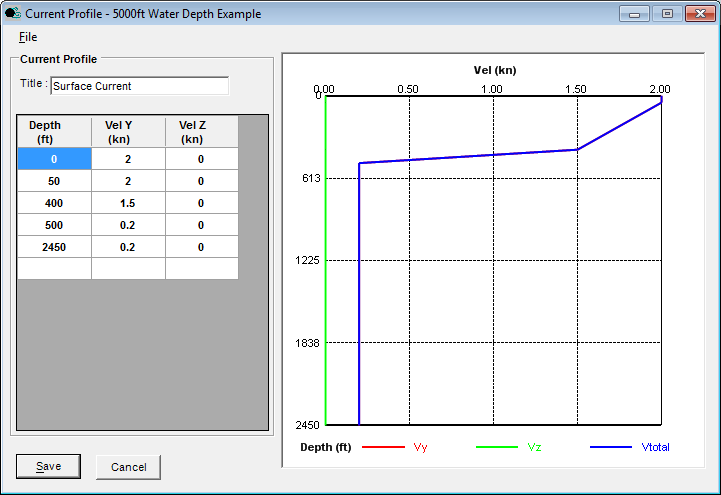 Current Profile - 5000ft Water Depth Example
File
Current Profile
Title : Surface Current
Depth (ft) Vel Y (kn) Vel Z (kn)
0 2 0
50 2 0
400 1.5 0
500 0.2 0
2450 0.2 0
Save Cancel
Vel (kn)
0.00 0.50 1.00 1.50 2.00
0
613
1225
1838
2450
Depth (ft) Vy Vz Vtotal